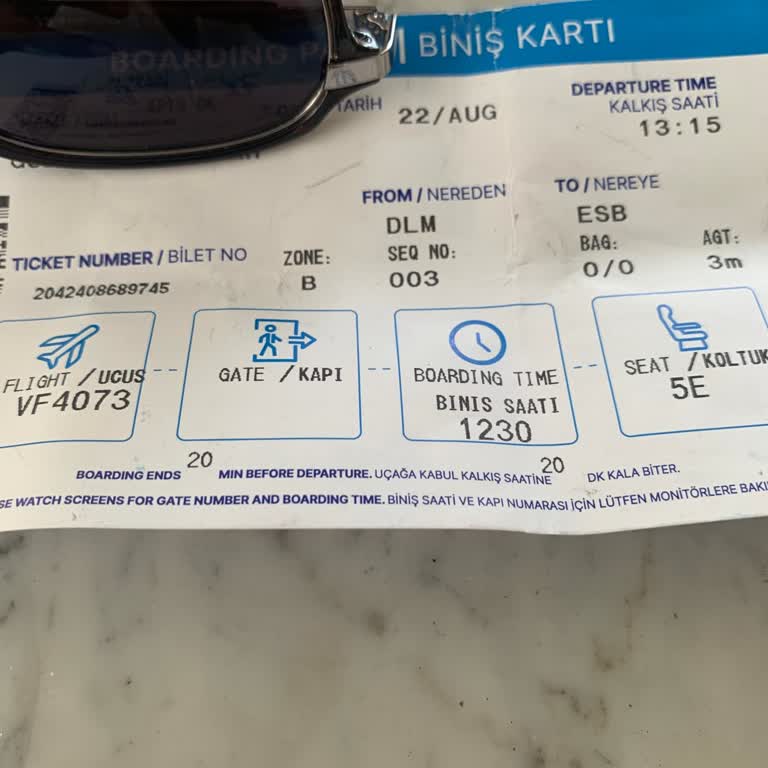 BOARDING PA | BİNİŞ KARTI
TARİH 22/AUG
DEPARTURE TIME
KALKIŞ SAATİ
13:15
FROM / NEREDEN
DLM
TO / NEREYE
ESB
TICKET NUMBER / BİLET NO
2042408689745
ZONE:
B
SEQ NO:
003
BAG:
0/0
AGT:
3m
FLIGHT /UCUS
VF4073
GATE /KAPI
BOARDING TIME
BINIS SAATI
1230
SEAT /KOLTUK
5E
BOARDING ENDS 20 MIN BEFORE DEPARTURE. UÇAĞA KABUL KALKIŞ SAATİNE 20 DK KALA BİTER.
SE WATCH SCREENS FOR GATE NUMBER AND BOARDING TIME. BİNİŞ SAATİ VE KAPI NUMARASI İÇİN LÜTFEN MONİTÖRLERE BAKI